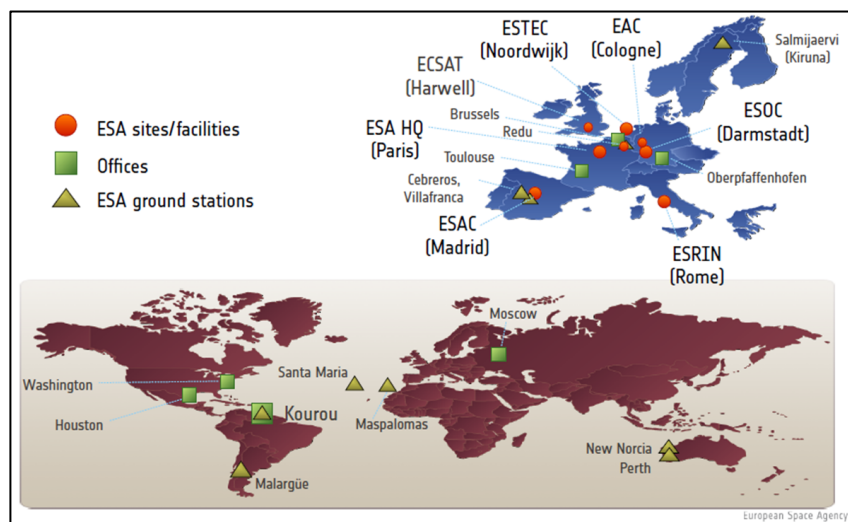 ESTEC
(Noordwijk)
EAC
(Cologne)
Salmijaervi
(Kiruna)
ECSAT
(Harwell)
Brussels
Redu
ESA HQ
(Paris)
Toulouse
Cebreros,
Villafranca
ESAC
(Madrid)
ESOC
(Darmstadt)
Oberpfaffenhofen
ESRIN
(Rome)
ESA sites/facilities
Offices
ESA ground stations
Moscow
Washington
Santa Maria
Houston
Kourou
Maspalomas
New Norcia
Perth
Malargüe
European Space Agency